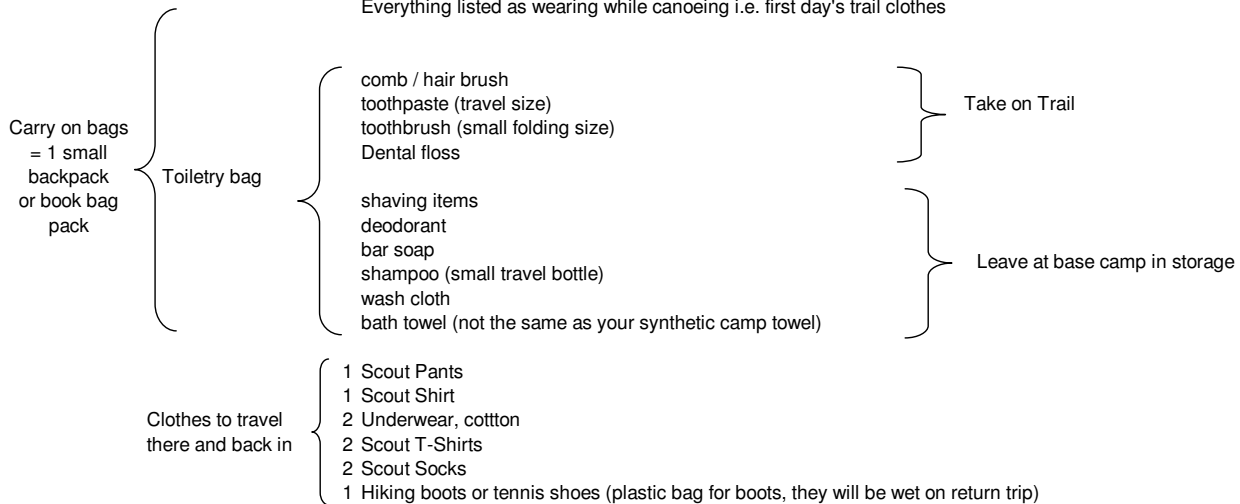 Everything listed as wearing while canoeing i.e. first day's trail clothes
Carry on bags
= 1 small
backpack
or book bag
pack
Toiletry bag
comb / hair brush
toothpaste (travel size)
toothbrush (small folding size)
Dental floss
Take on Trail
shaving items
deodorant
bar soap
shampoo (small travel bottle)
wash cloth
bath towel (not the same as your synthetic camp towel)
Leave at base camp in storage
Clothes to travel
there and back in
1 Scout Pants
1 Scout Shirt
2 Underwear, cottton
2 Scout T-Shirts
2 Scout Socks
1 Hiking boots or tennis shoes (plastic bag for boots, they will be wet on return trip)